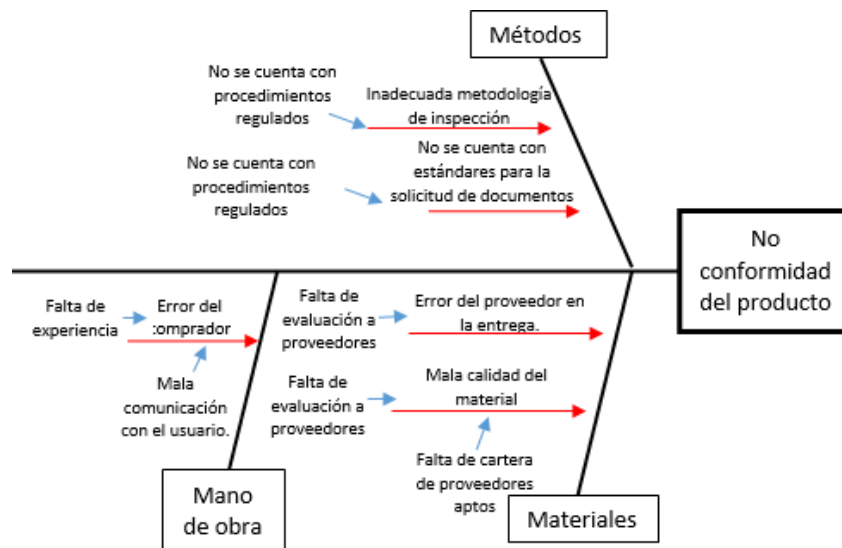 Métodos
No se cuenta con
procedimientos
regulados
Inadecuada metodología
de inspección
No se cuenta con
procedimientos
regulados
No se cuenta con
estándares para la
solicitud de documentos
No
conformidad
del producto
Falta de
experiencia
Error del
comprador
Mala
comunicación
con el usuario.
Falta de
evaluación a
proveedores
Error del proveedor en
la entrega.
Falta de
evaluación a
proveedores
Mala calidad del
material
Falta de cartera
de proveedores
aptos
Mano
de obra
Materiales